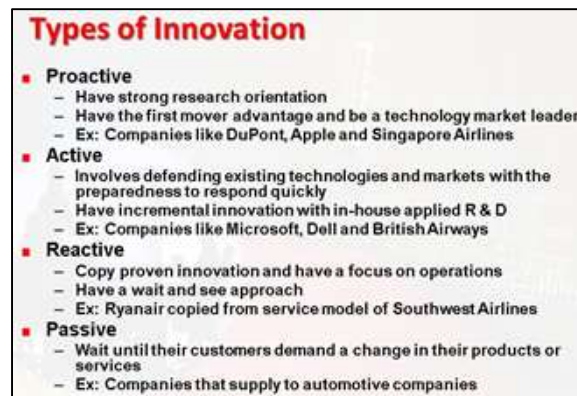 Types of Innovation
Proactive
– Have strong research orientation
– Have the first mover advantage and be a technology market leader
– Ex: Companies like DuPont, Apple and Singapore Airlines
Active
– Involves defending existing technologies and markets with the
preparedness to respond quickly
– Have incremental innovation with in-house applied R & D
– Ex: Companies like Microsoft, Dell and British Airways
Reactive
– Copy proven innovation and have a focus on operations
– Have a wait and see approach
– Ex: Ryanair copied from service model of Southwest Airlines
Passive
– Wait until their customers demand a change in their products or
services
– Ex: Companies that supply to automotive companies